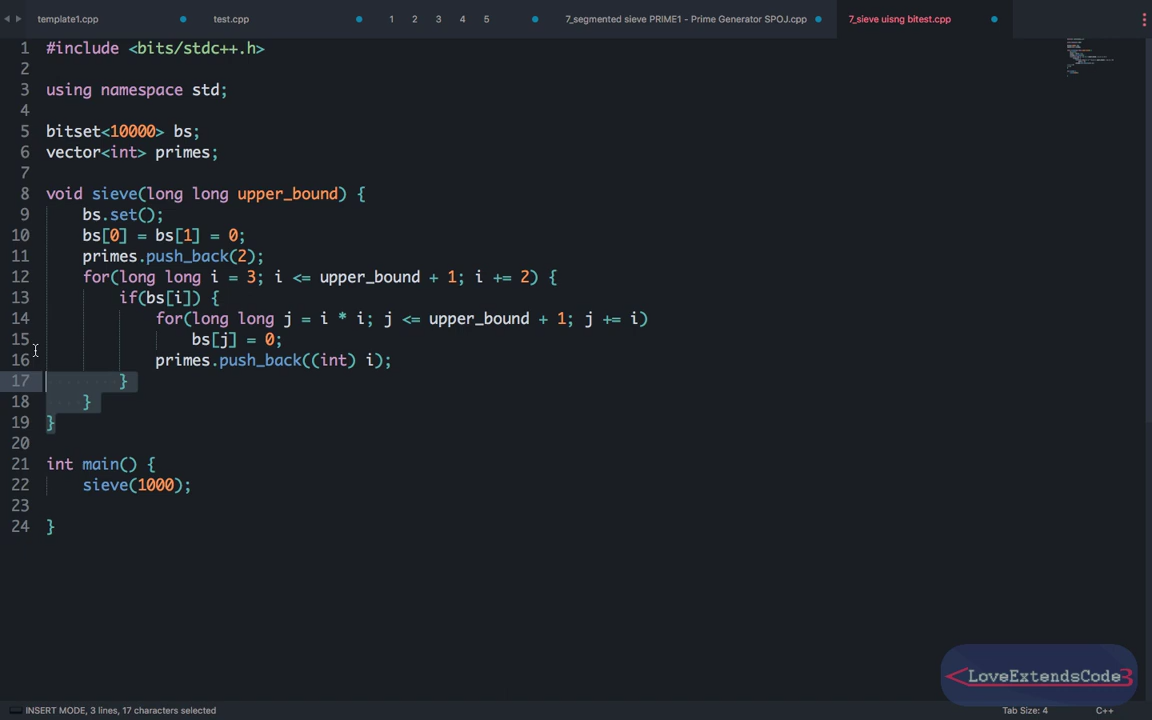 template1.cpp test.cpp 1 2 3 4 5 7_segmented sieve PRIME1 - Prime Generator SPOJ.cpp 7_sieve uisng bitest.cpp
1 #include <bits/stdc++.h>
2
3 using namespace std;
4
5 bitset<10000> bs;
6 vector<int> primes;
7
8 void sieve(long long upper_bound) {
9 bs.set();
10 bs[0] = bs[1] = 0;
11 primes.push_back(2);
12 for(long long i = 3; i <= upper_bound + 1; i += 2) {
13 if(bs[i]) {
14 for(long long j = i * i; j <= upper_bound + 1; j += i)
15 bs[j] = 0;
16 primes.push_back((int) i);
17 }
18 }
19 }
20
21 int main() {
22 sieve(1000);
23
24 }
<LoveExtendsCode3
INSERT MODE, 3 lines, 17 characters selected Tab Size: 4 C++